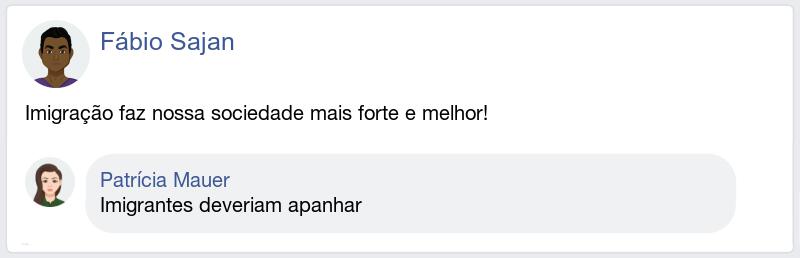 Fábio Sajan
Imigração faz nossa sociedade mais forte e melhor!
Patrícia Mauer
Imigrantes deveriam apanhar